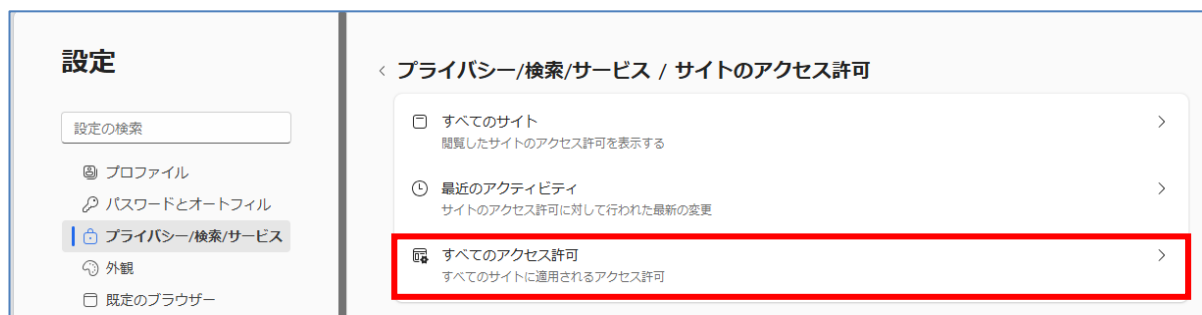 設定
設定の検索
プロファイル
パスワードとオートフィル
プライバシー/検索/サービス
外観
既定のブラウザー
プライバシー/検索/サービス / サイトのアクセス許可
すべてのサイト
閲覧したサイトのアクセス許可を表示する
最近のアクティビティ
サイトのアクセス許可に対して行われた最新の変更
すべてのアクセス許可
すべてのサイトに適用されるアクセス許可